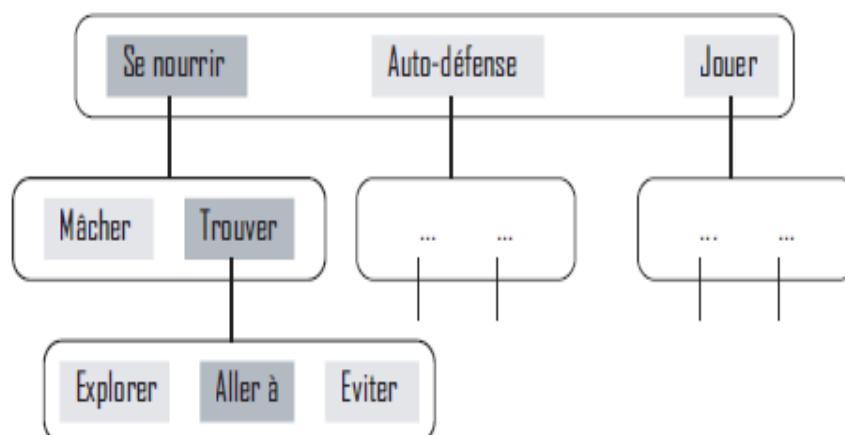 Se nourrir Auto-défense Jouer
Mâcher Trouver ... ... ... ...
Explorer Aller à Eviter